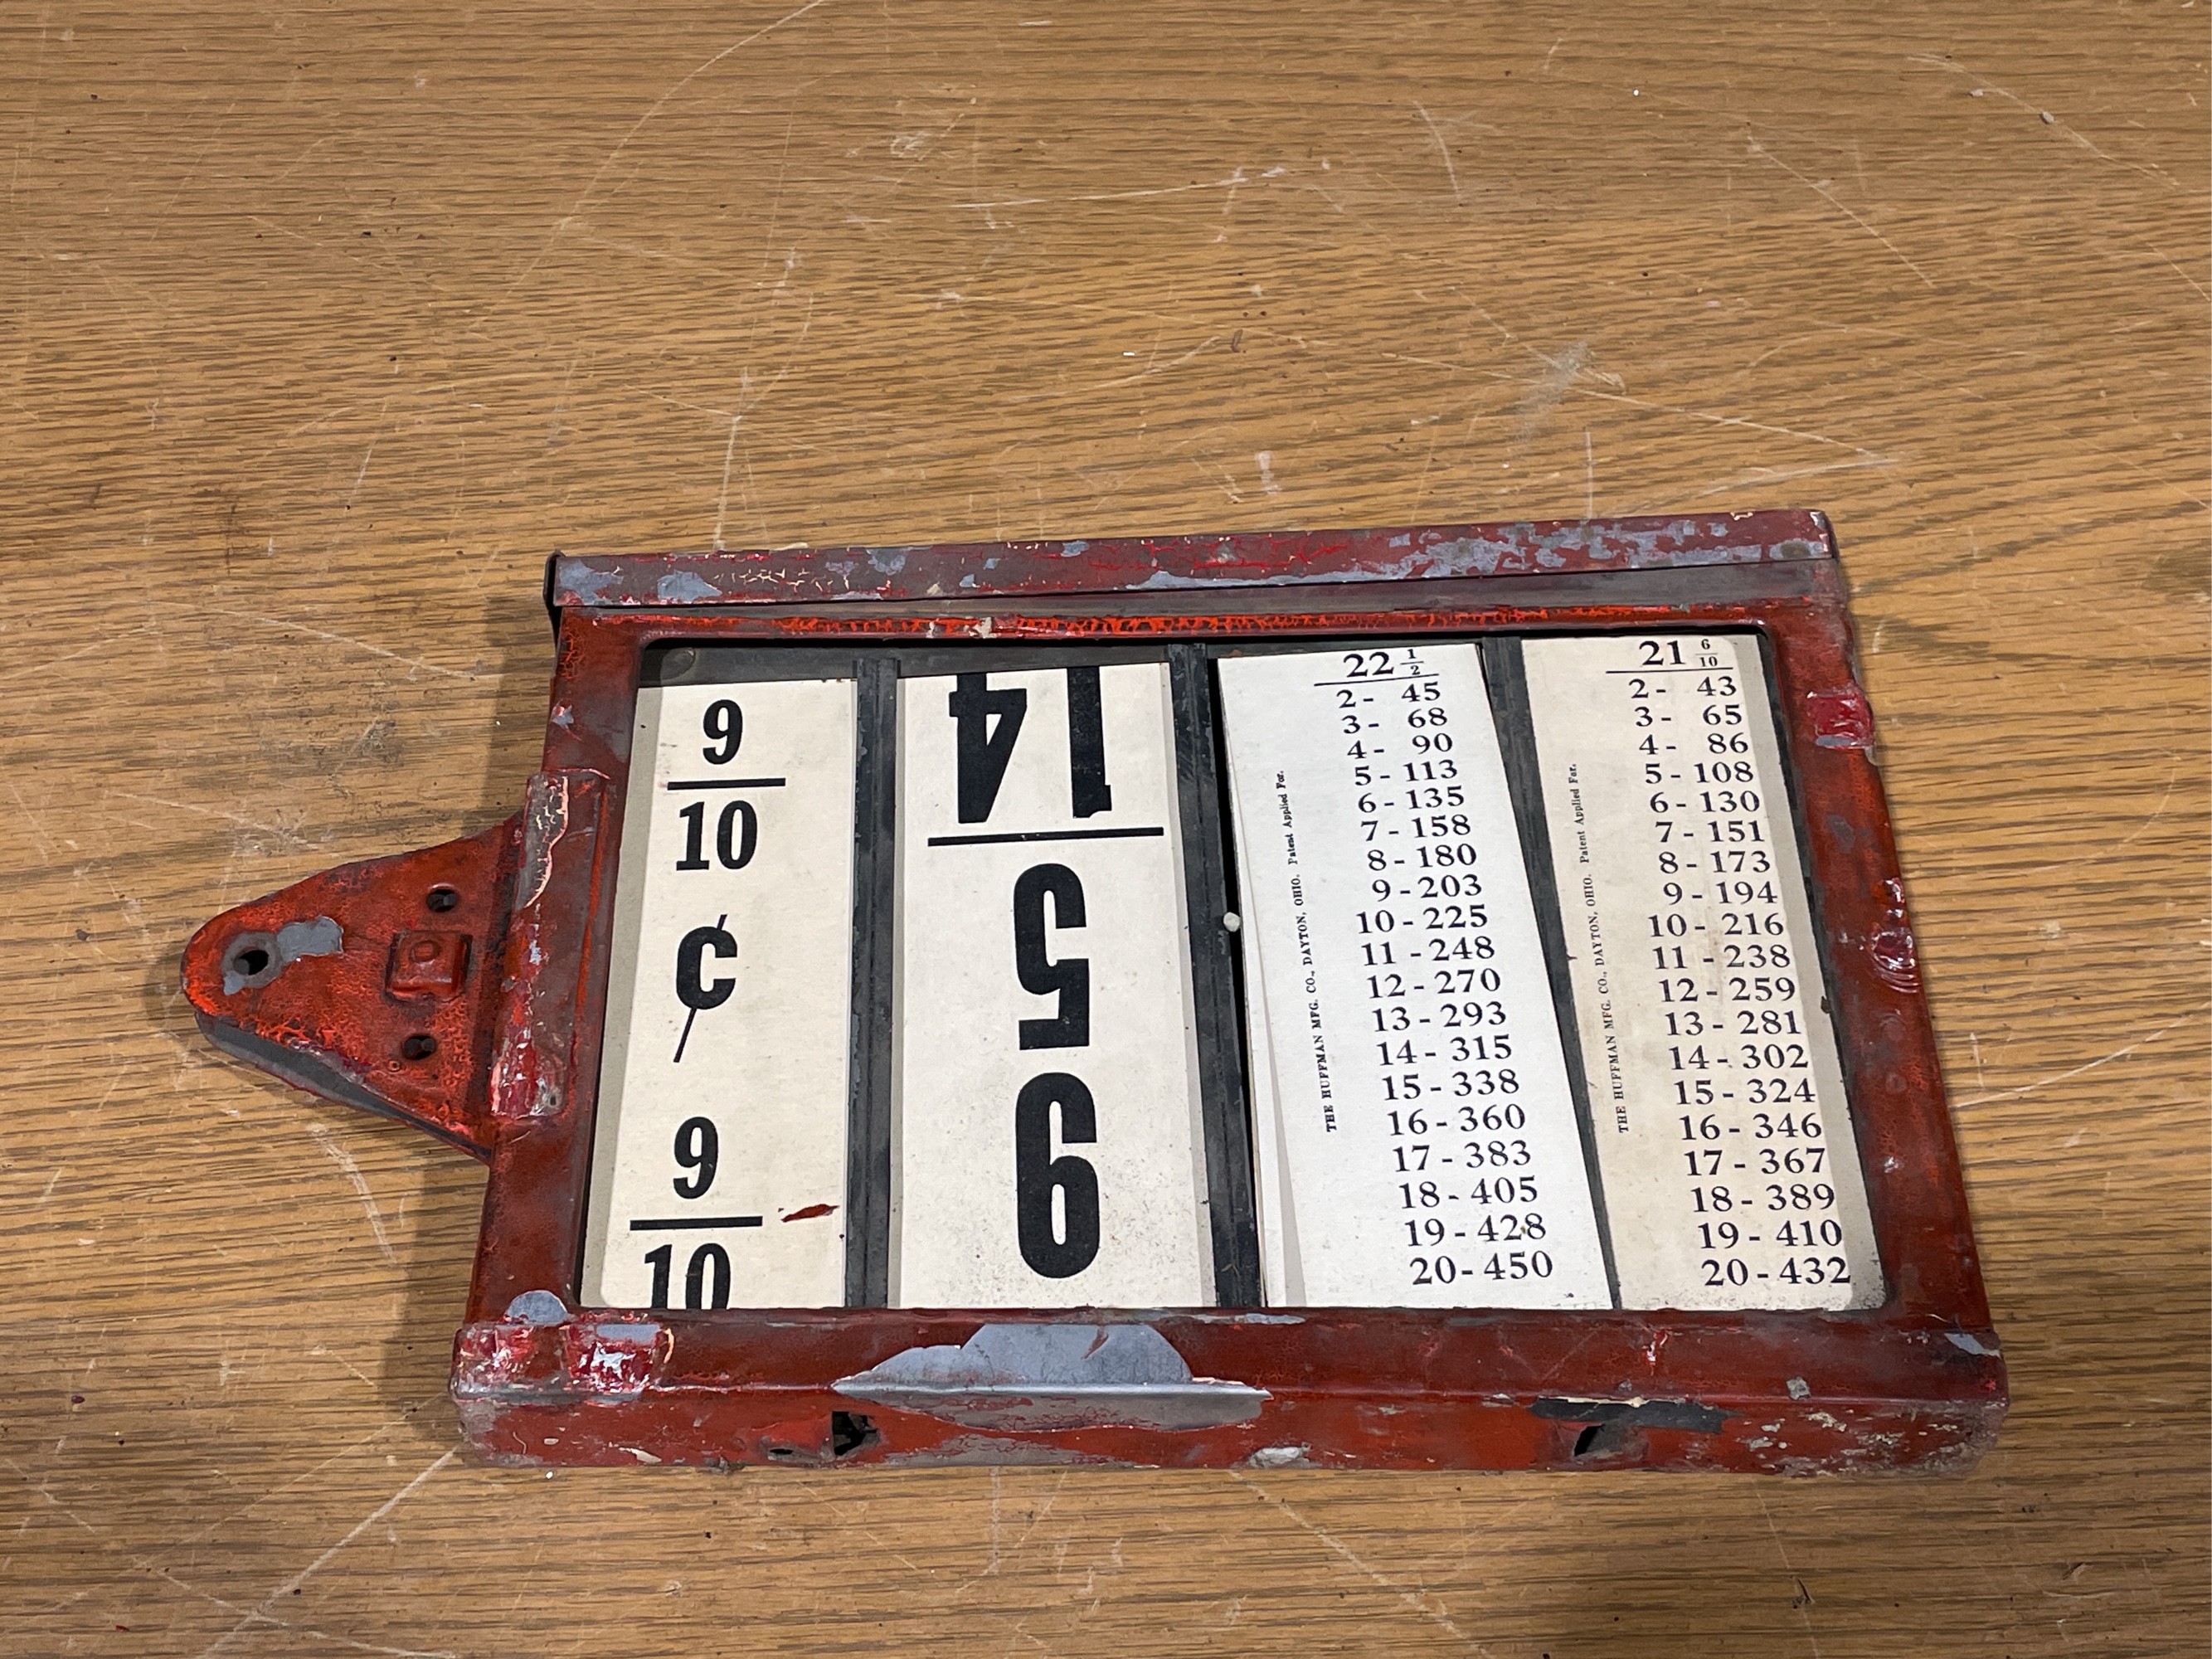 9
10
¢
9
10
14
5
9
22 1/2
2 - 45
3 - 68
4 - 90
5 - 113
6 - 135
7 - 158
8 - 180
9 - 203
10 - 225
11 - 248
12 - 270
13 - 293
14 - 315
15 - 338
16 - 360
17 - 383
18 - 405
19 - 428
20 - 450
THE HUFFMAN MFG. CO., DAYTON, OHIO. Patent Applied For.
21 6/10
2 - 43
3 - 65
4 - 86
5 - 108
6 - 130
7 - 151
8 - 173
9 - 194
10 - 216
11 - 238
12 - 259
13 - 281
14 - 302
15 - 324
16 - 346
17 - 367
18 - 389
19 - 410
20 - 432
THE HUFFMAN MFG. CO., DAYTON, OHIO. Patent Applied For.